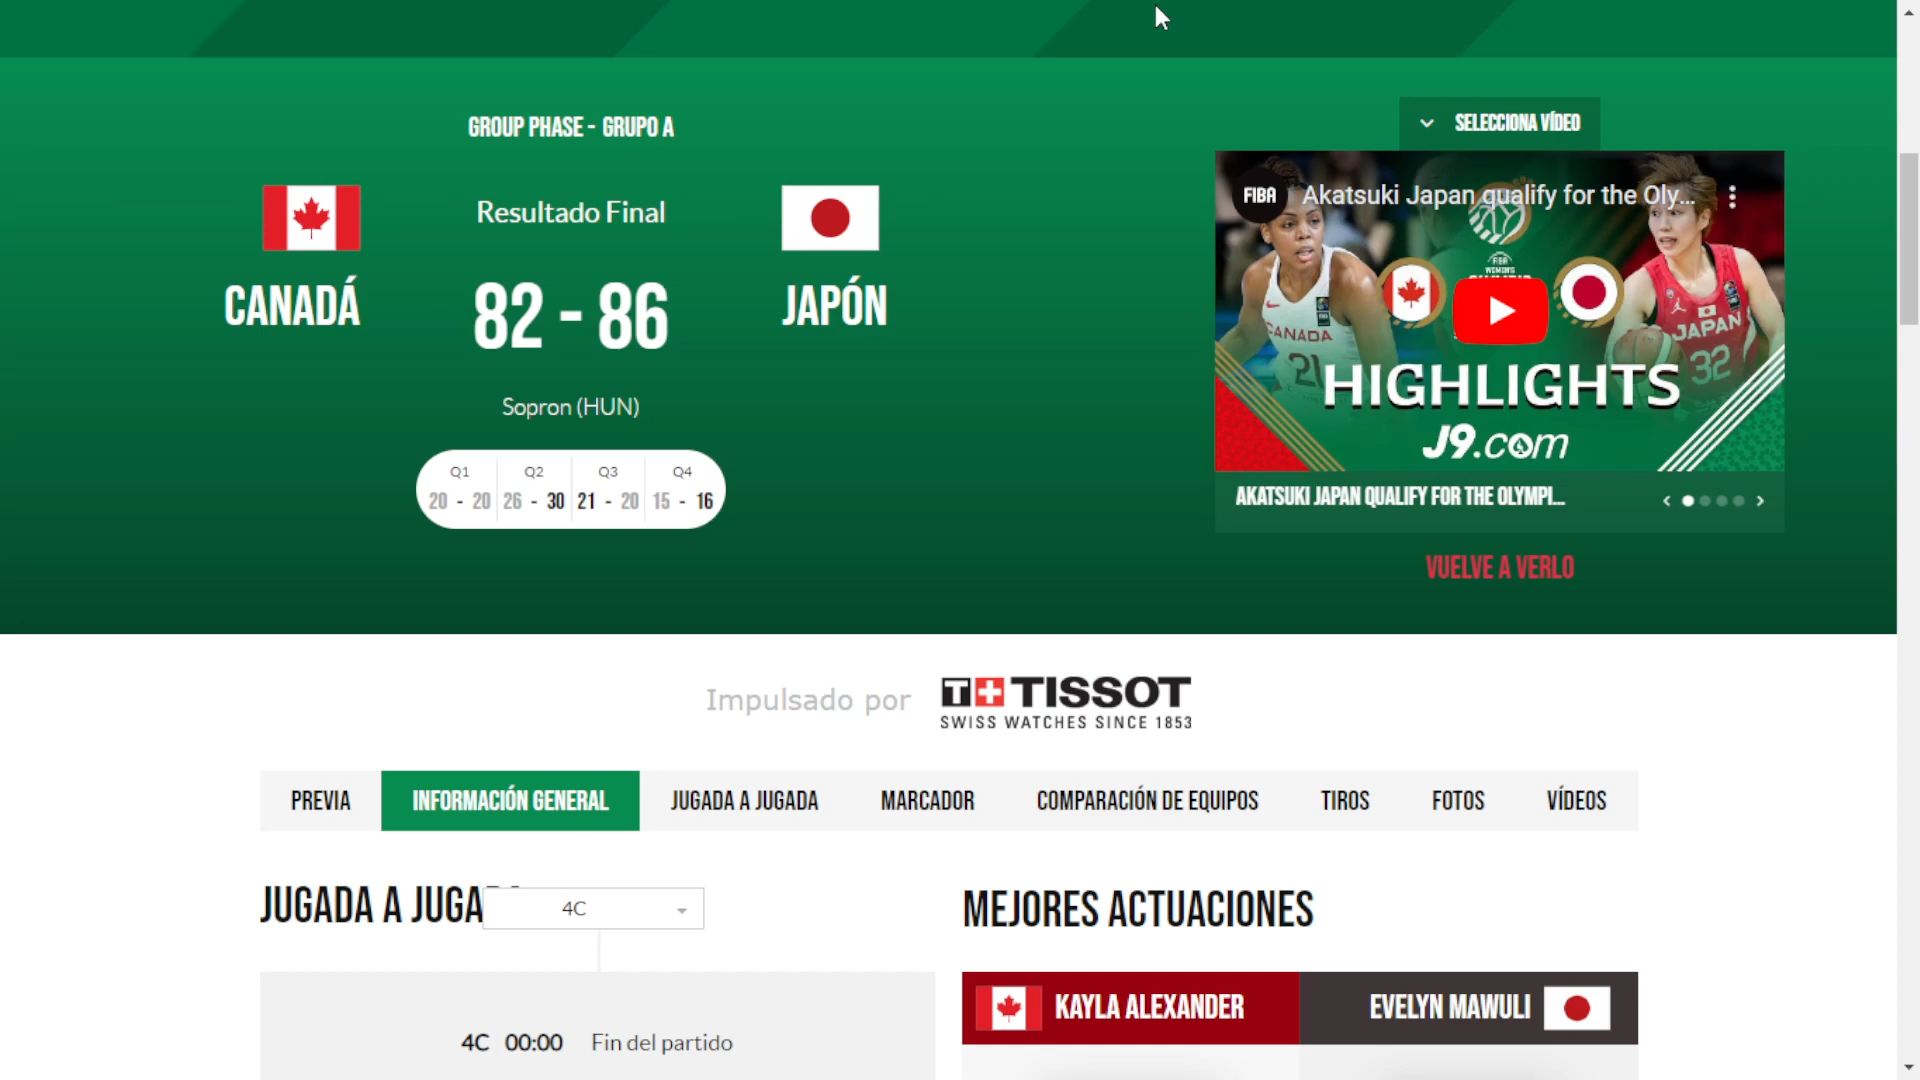 GROUP PHASE - GRUPO A
Resultado Final
CANADÁ
82 - 86
JAPÓN
Sopron (HUN)
Q1 Q2 Q3 Q4
20 - 20 26 - 30 21 - 20 15 - 16
SELECCIONA VÍDEO
FIBA Akatsuki Japan qualify for the Oly...
CANADA
21
JAPAN
32
HIGHLIGHTS
J9.com
AKATSUKI JAPAN QUALIFY FOR THE OLYMPI...
VUELVE A VERLO
Impulsado por
T+ TISSOT
SWISS WATCHES SINCE 1853
PREVIA INFORMACIÓN GENERAL JUGADA A JUGADA MARCADOR COMPARACIÓN DE EQUIPOS TIROS FOTOS VÍDEOS
JUGADA A JUGA
4C
MEJORES ACTUACIONES
KAYLA ALEXANDER EVELYN MAWULI
4C 00:00 Fin del partido